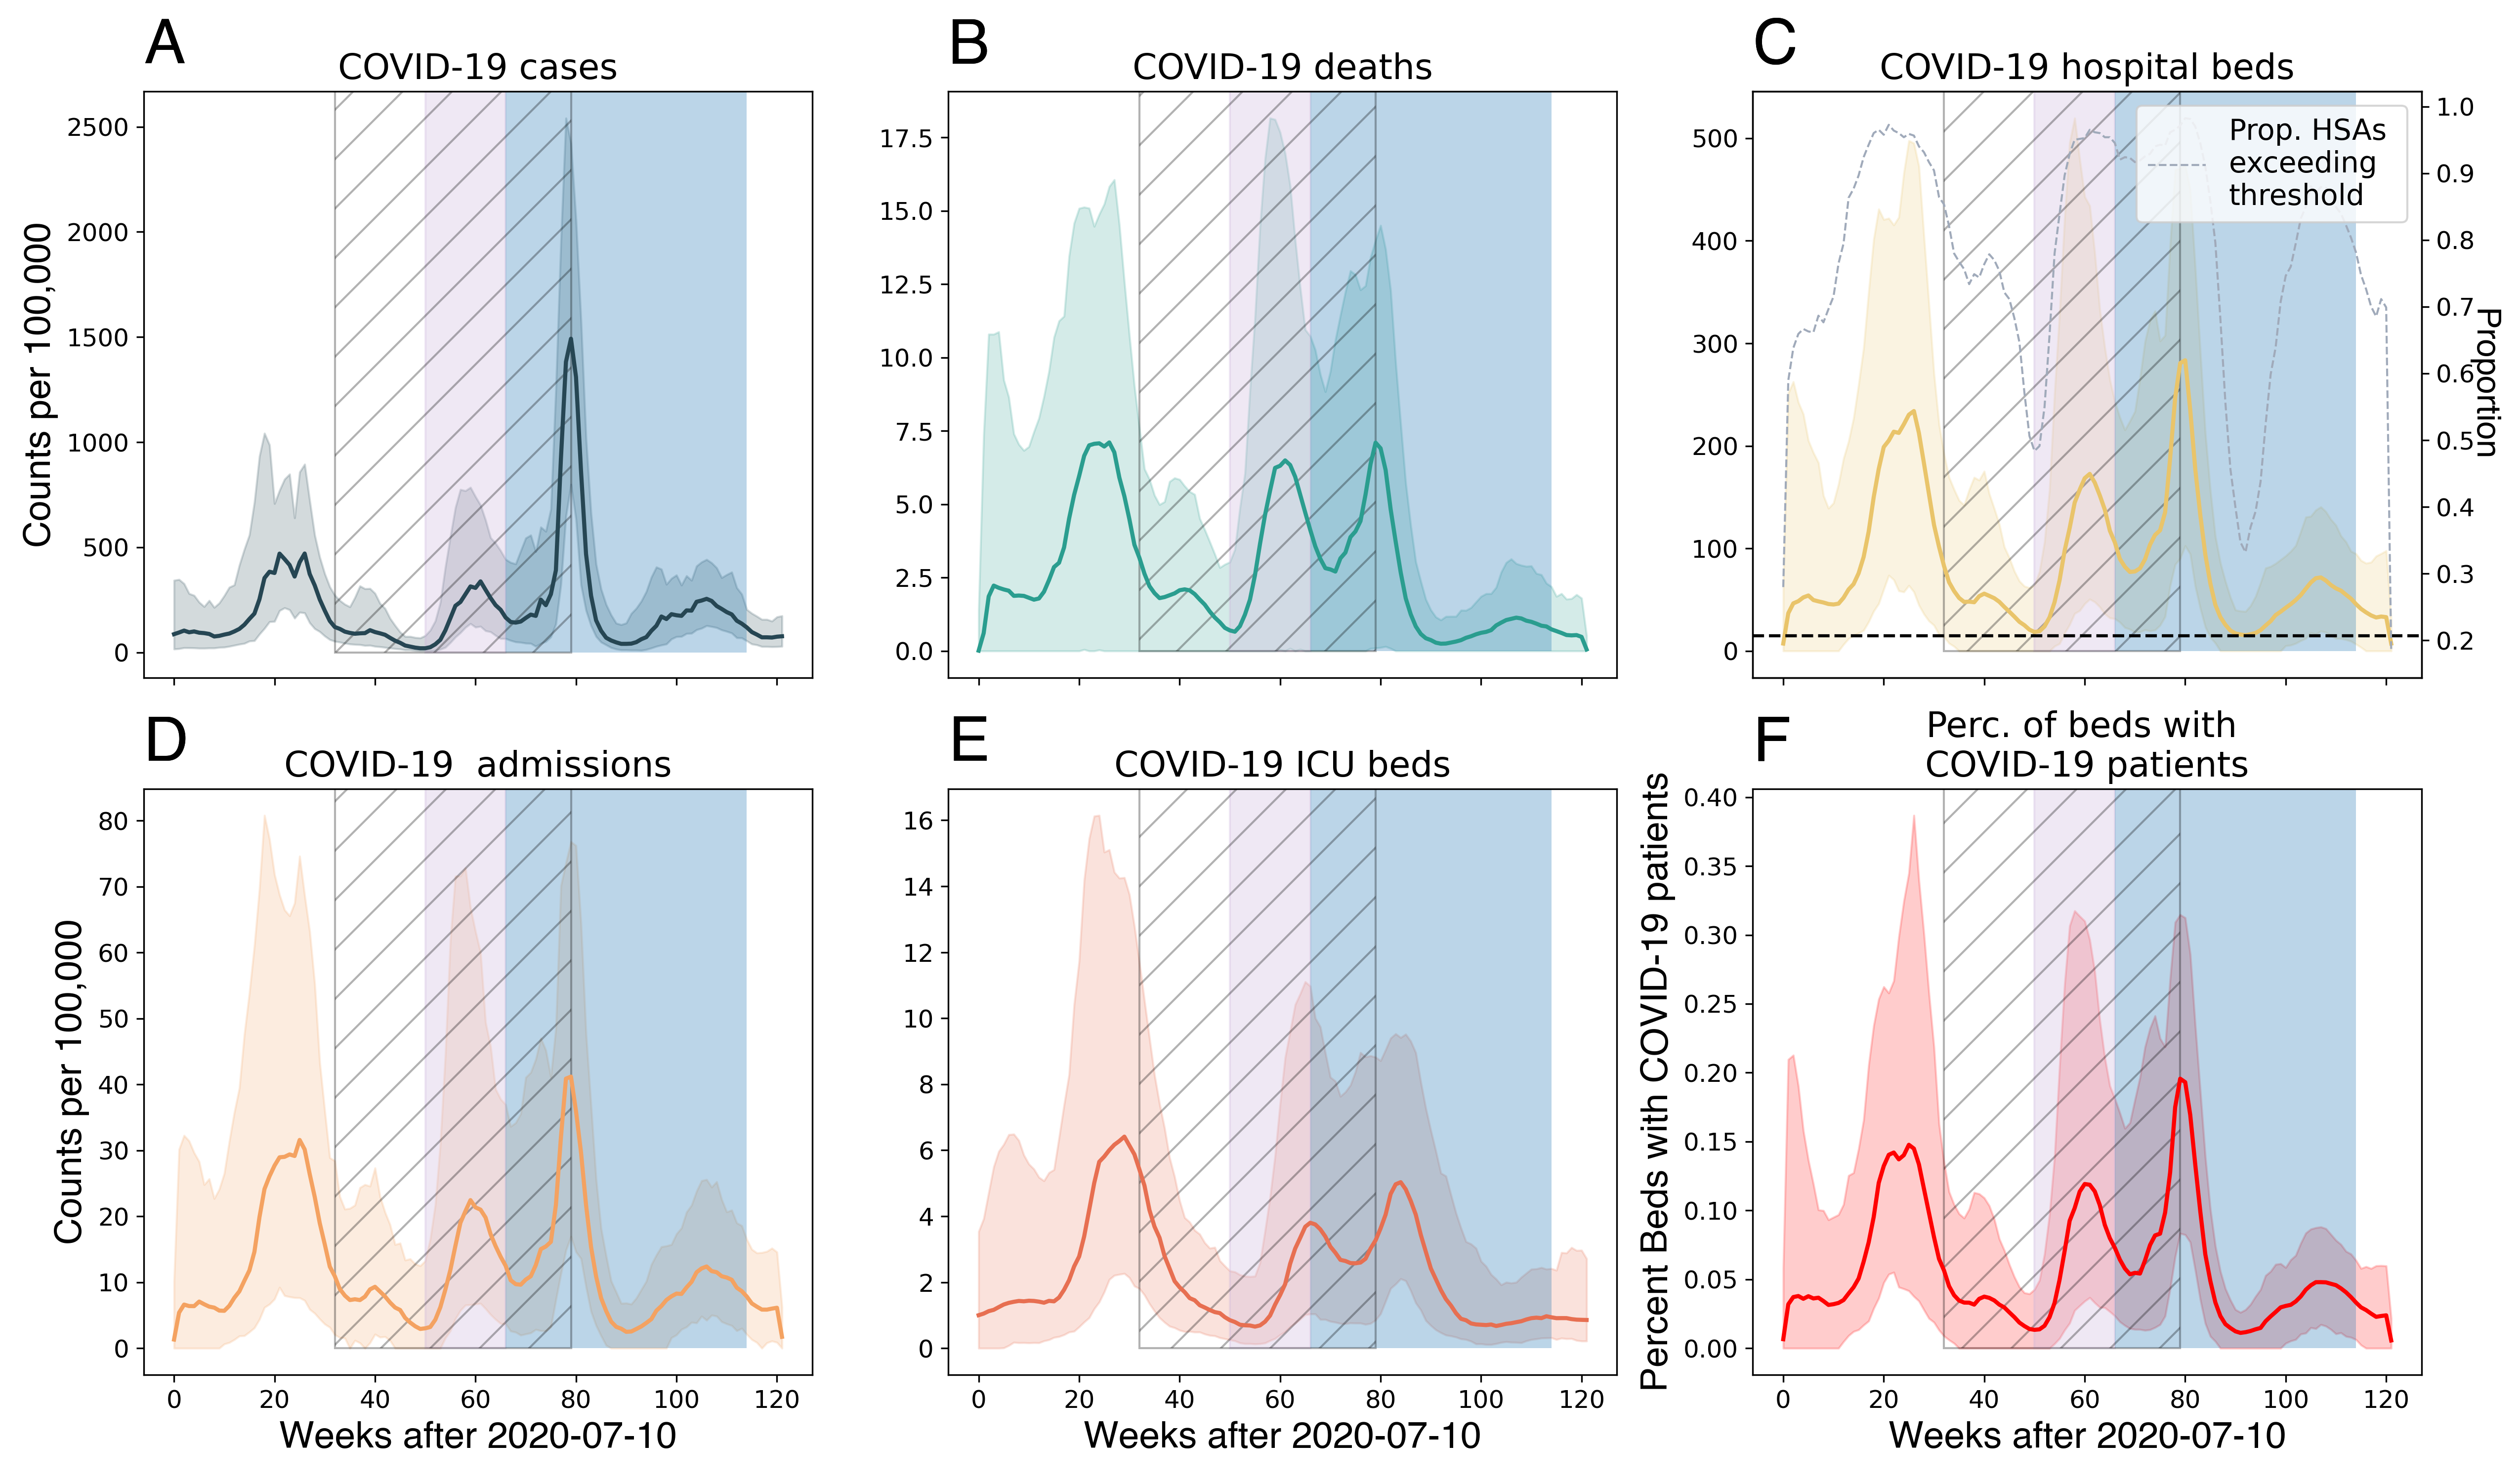 A
COVID-19 cases
Counts per 100,000
2500
2000
1500
1000
500
0
B
COVID-19 deaths
17.5
15.0
12.5
10.0
7.5
5.0
2.5
0.0
C
COVID-19 hospital beds
500
400
300
200
100
0
Prop. HSAs
exceeding
threshold
1.0
0.9
0.8
0.7
0.6
0.5
0.4
0.3
0.2
Proportion
D
COVID-19  admissions
Counts per 100,000
80
70
60
50
40
30
20
10
0
0 20 40 60 80 100 120
Weeks after 2020-07-10
E
COVID-19 ICU beds
16
14
12
10
8
6
4
2
0
0 20 40 60 80 100 120
Weeks after 2020-07-10
F
Perc. of beds with
COVID-19 patients
Percent Beds with COVID-19 patients
0.40
0.35
0.30
0.25
0.20
0.15
0.10
0.05
0.00
0 20 40 60 80 100 120
Weeks after 2020-07-10